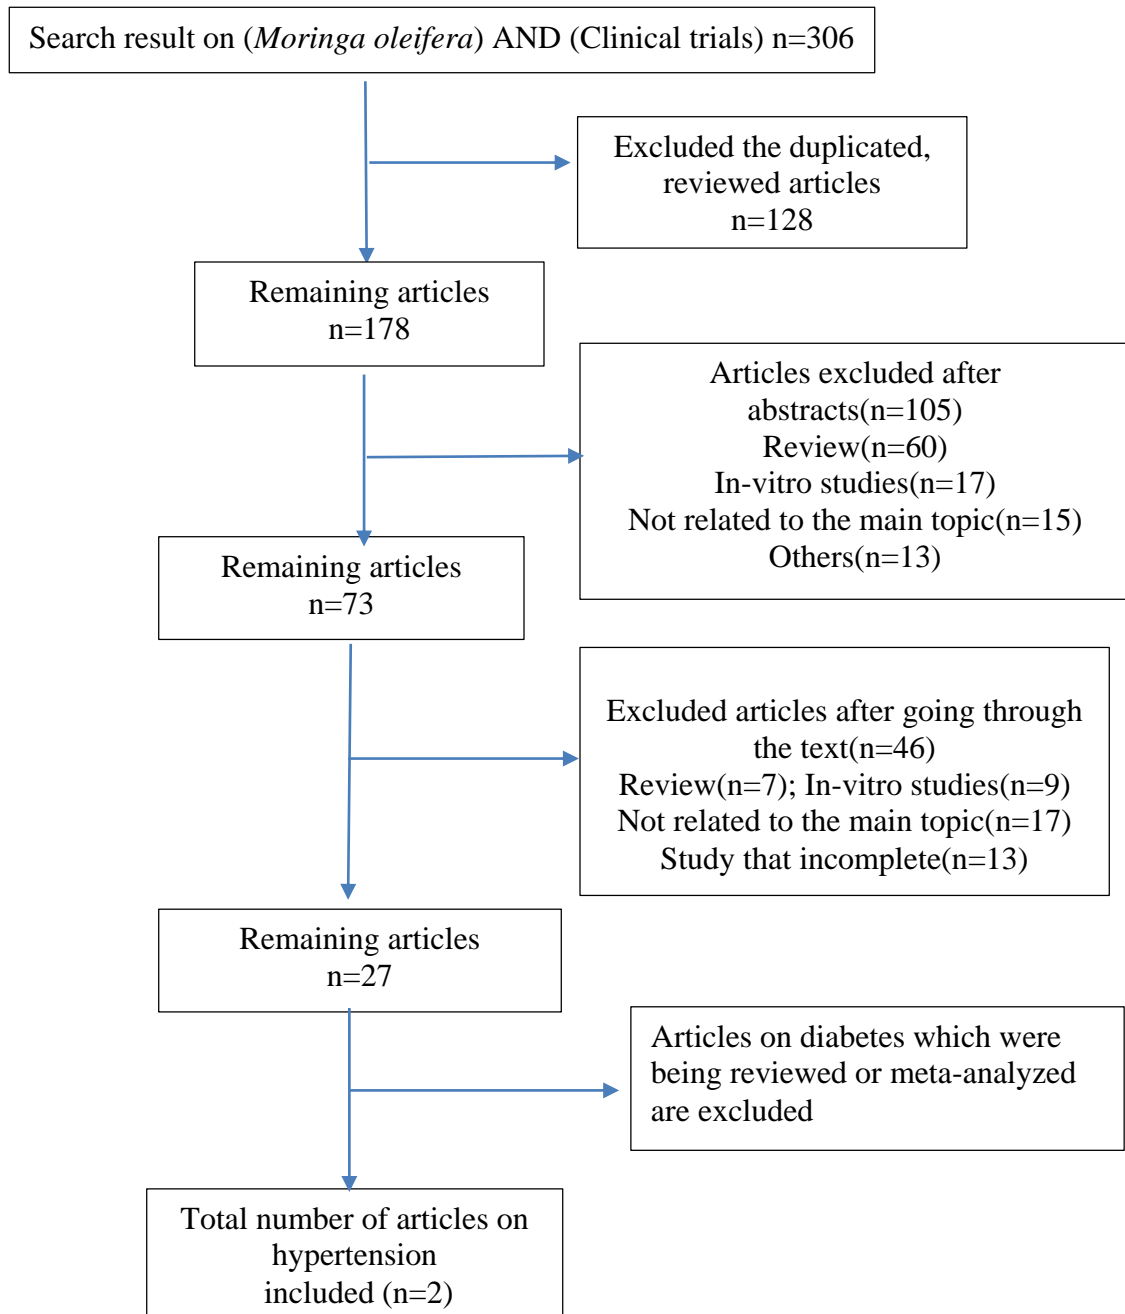 Search result on (Moringa oleifera) AND (Clinical trials) n=306
Excluded the duplicated,
reviewed articles
n=128
Remaining articles
n=178
Articles excluded after
abstracts(n=105)
Review(n=60)
In-vitro studies(n=17)
Not related to the main topic(n=15)
Others(n=13)
Remaining articles
n=73
Excluded articles after going through
the text(n=46)
Review(n=7); In-vitro studies(n=9)
Not related to the main topic(n=17)
Study that incomplete(n=13)
Remaining articles
n=27
Articles on diabetes which were
being reviewed or meta-analyzed
are excluded
Total number of articles on
hypertension
included (n=2)